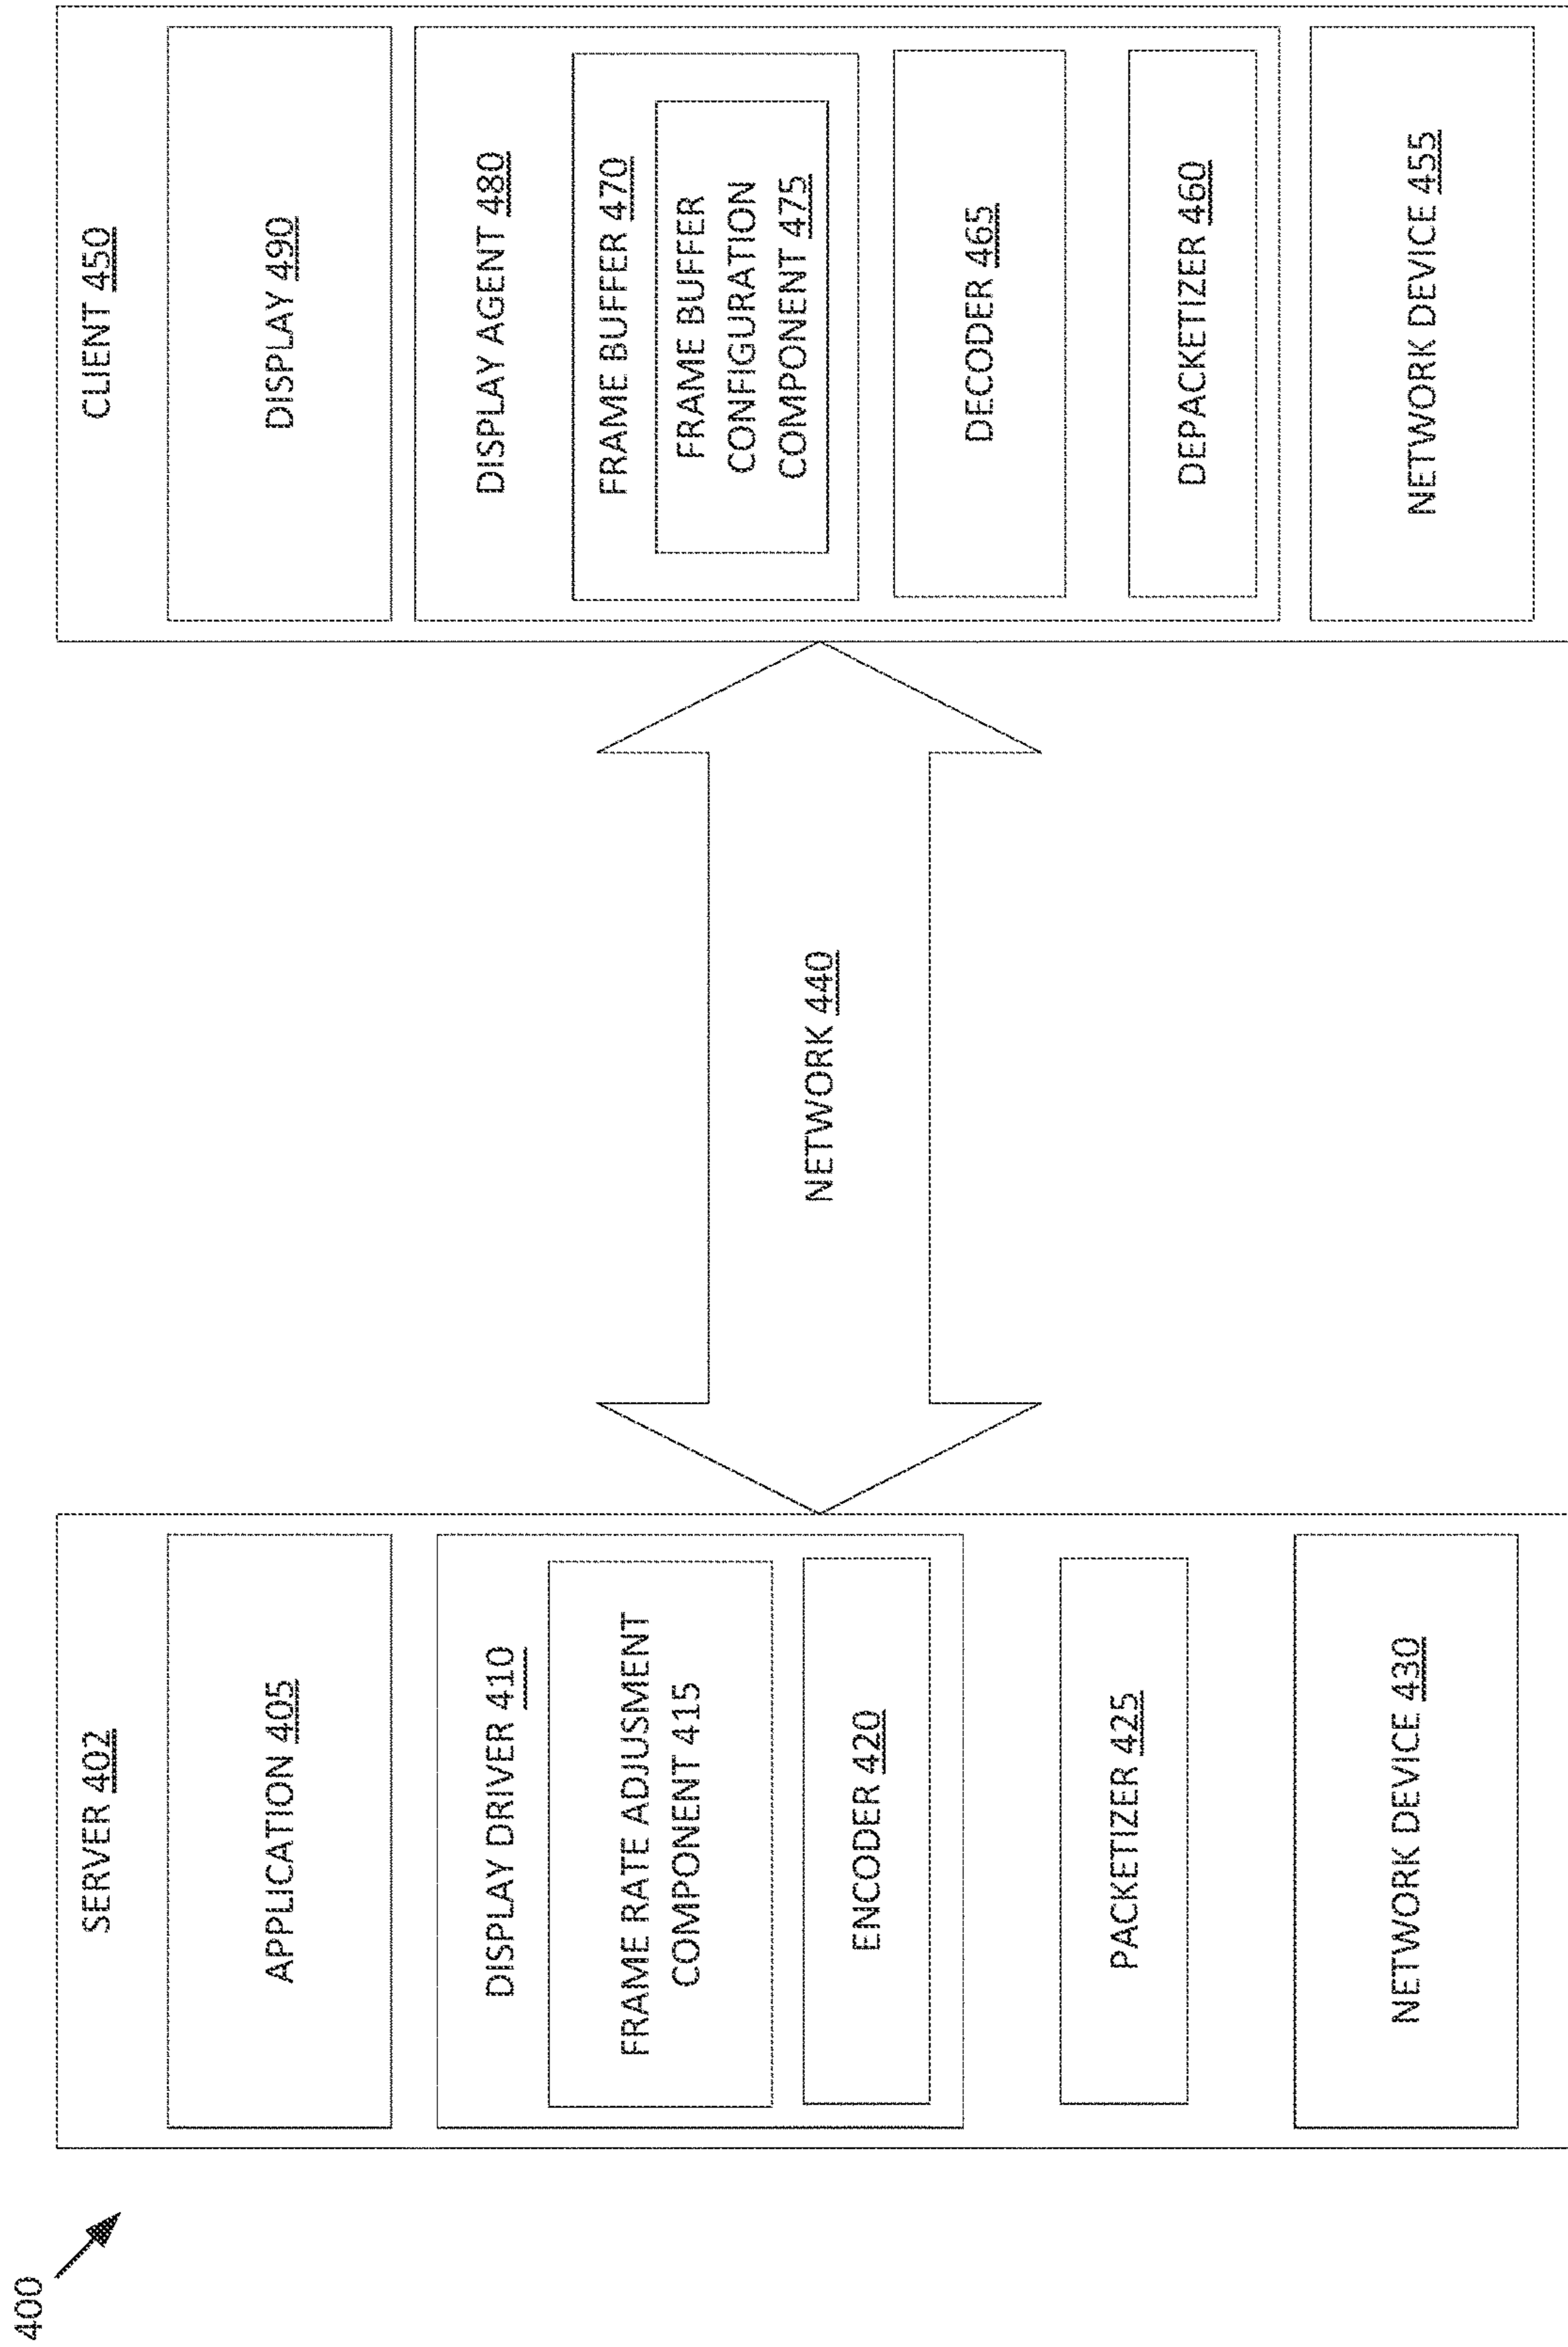 400
SERVER 402
APPLICATION 405
DISPLAY DRIVER 410
FRAME RATE ADJUSMENT
COMPONENT 415
ENCODER 420
PACKETIZER 425
NETWORK DEVICE 430
NETWORK 440
CLIENT 450
DISPLAY 490
DISPLAY AGENT 480
FRAME BUFFER 470
FRAME BUFFER
CONFIGURATION
COMPONENT 475
DECODER 465
DEPACKETIZER 460
NETWORK DEVICE 455